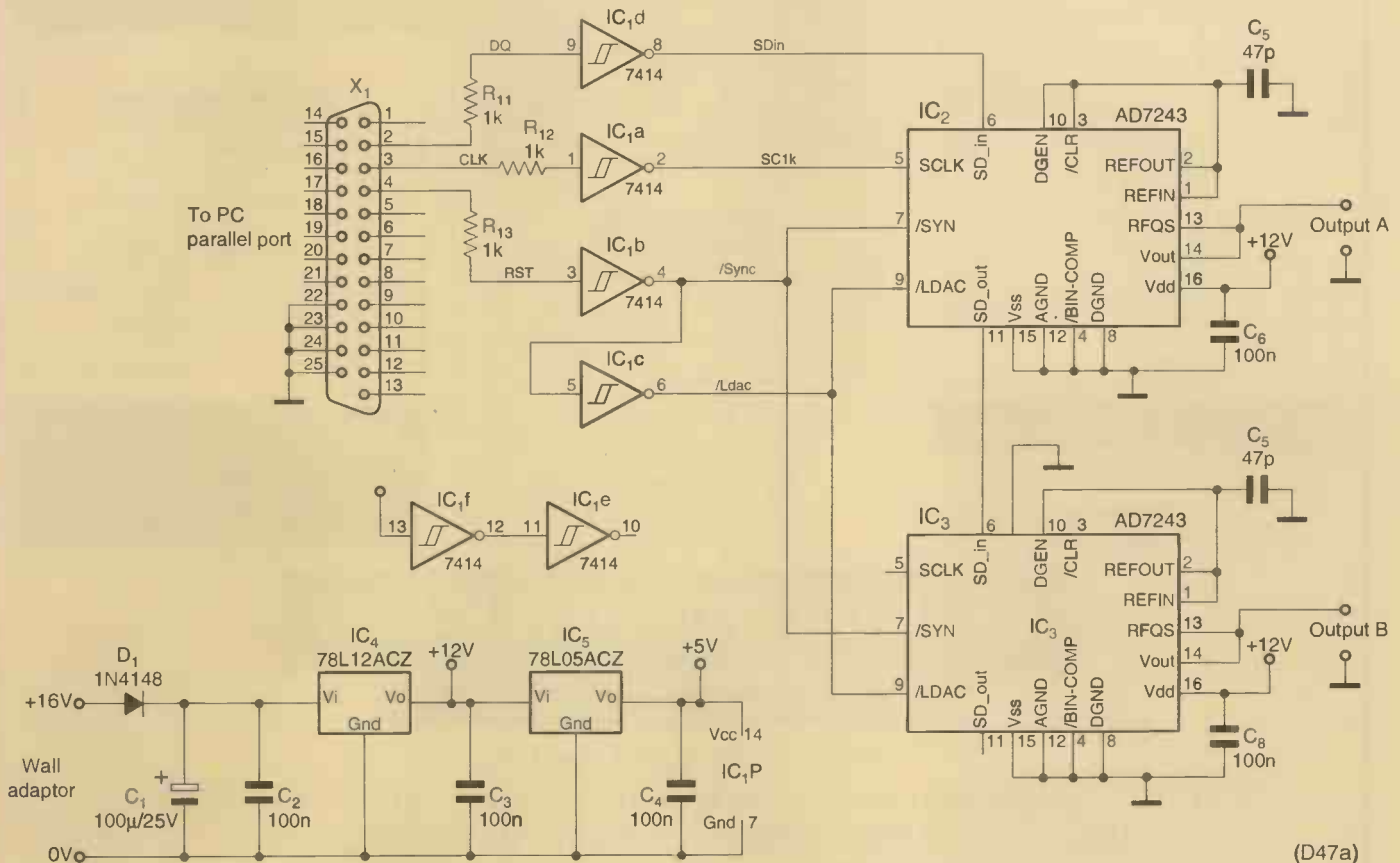 X1
To PC
parallel port
14
15
16
17
18
19
20
21
22
23
24
25
1
2
3
4
5
6
7
8
9
10
11
12
13
DQ
R11
1k
CLK
R12
1k
R13
1k
RST
IC1d
9
8
7414
SDin
IC1a
1
2
7414
SC1k
IC1b
3
4
7414
/Sync
IC1c
5
6
7414
/Ldac
IC1f
13
12
7414
IC1e
11
10
7414
IC2
AD7243
6
10
3
5
7
9
SCLK
/SYN
/LDAC
SD_in
DGEN
/CLR
REFOUT
REFIN
RFQS
Vout
Vdd
2
1
13
14
16
SD_out
Vss
AGND
/BIN-COMP
DGND
11
15
12
4
8
C5
47p
Output A
+12V
C6
100n
IC3
AD7243
6
10
3
5
7
9
SCLK
/SYN
/LDAC
SD_in
DGEN
/CLR
IC3
REFOUT
REFIN
RFQS
Vout
Vdd
2
1
13
14
16
SD_out
Vss
AGND
/BIN-COMP
DGND
11
15
12
4
8
C5
47p
Output B
+12V
C8
100n
+16V
Wall
adaptor
0V
D1
1N4148
+
C1
100µ/25V
C2
100n
IC4
78L12ACZ
Vi
Vo
Gnd
+12V
C3
100n
IC5
78L05ACZ
Vi
Vo
Gnd
+5V
C4
100n
Vcc
14
IC1P
Gnd
7
(D47a)